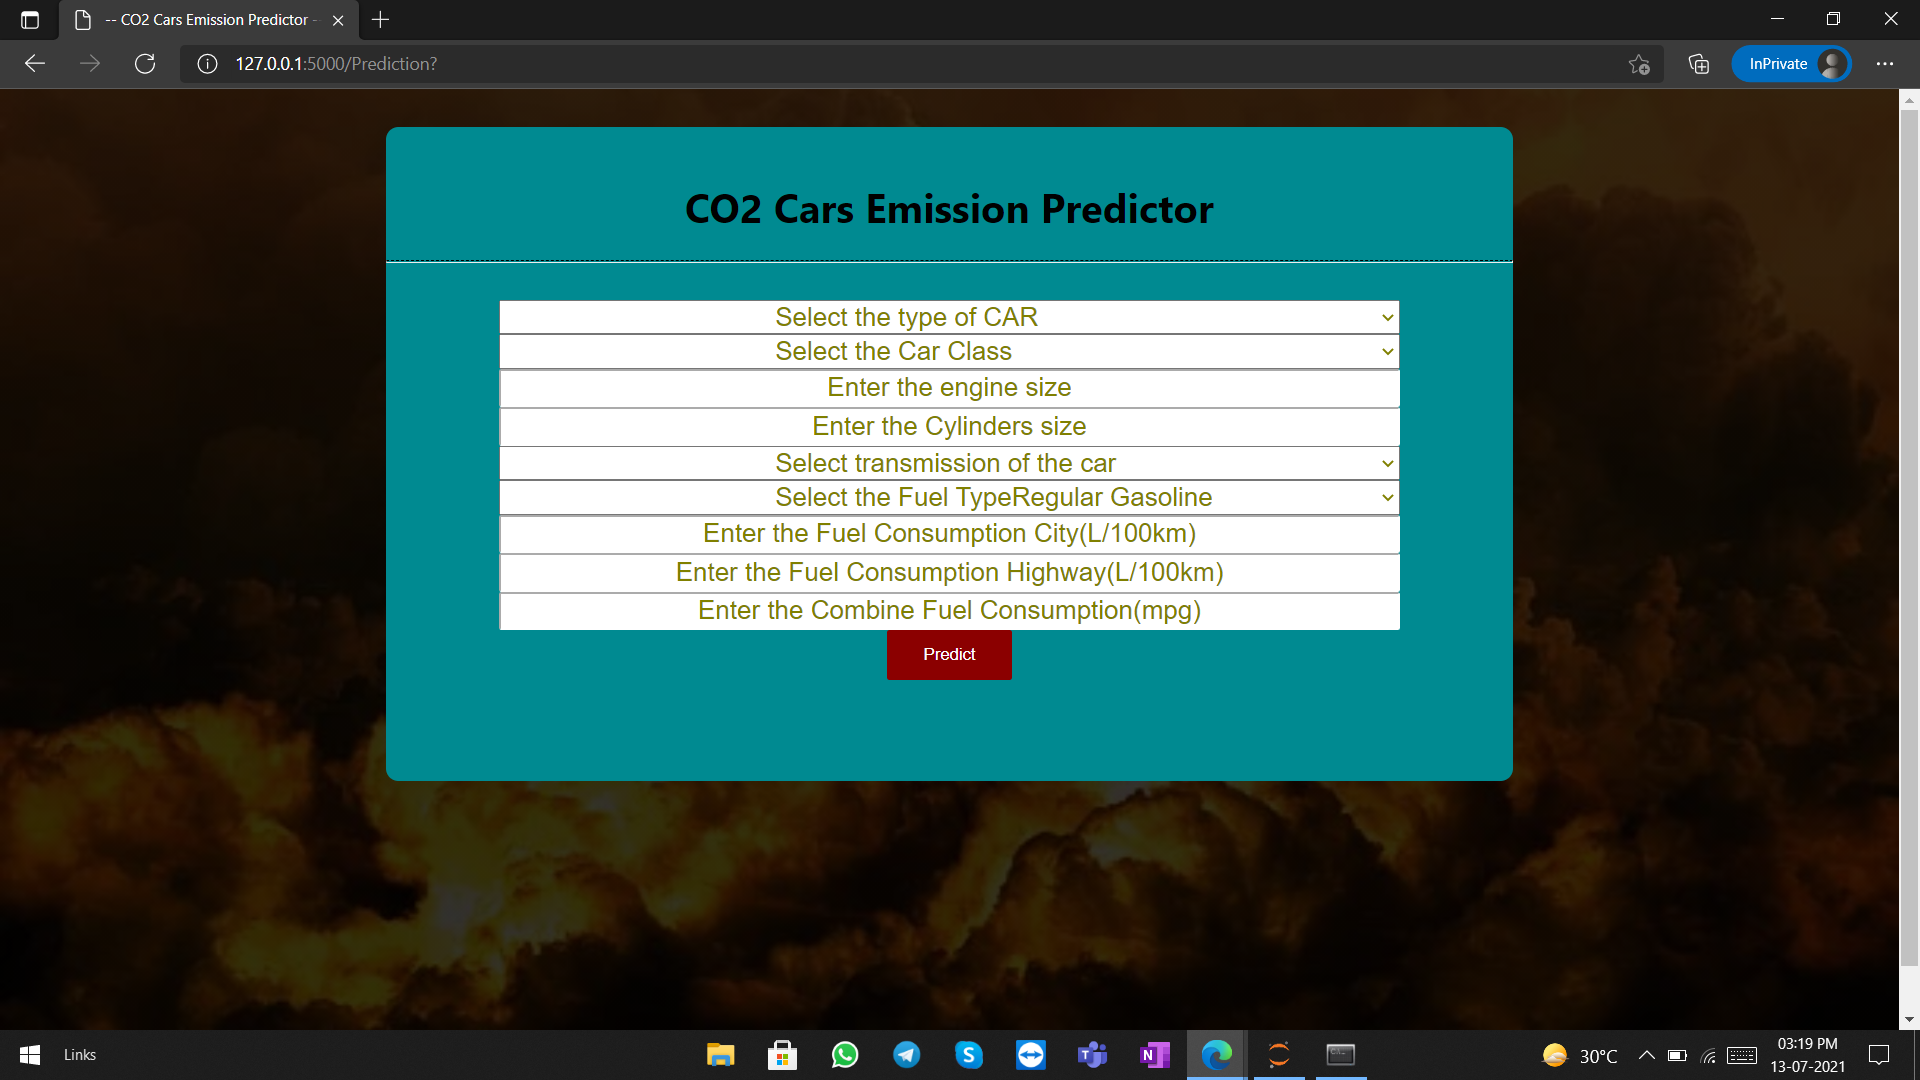 -- CO2 Cars Emission Predictor -
127.0.0.1:5000/Prediction?
InPrivate
CO2 Cars Emission Predictor
Select the type of CAR
Select the Car Class
Enter the engine size
Enter the Cylinders size
Select transmission of the car
Select the Fuel TypeRegular Gasoline
Enter the Fuel Consumption City(L/100km)
Enter the Fuel Consumption Highway(L/100km)
Enter the Combine Fuel Consumption(mpg)
Predict
Links
30°C
03:19 PM
13-07-2021